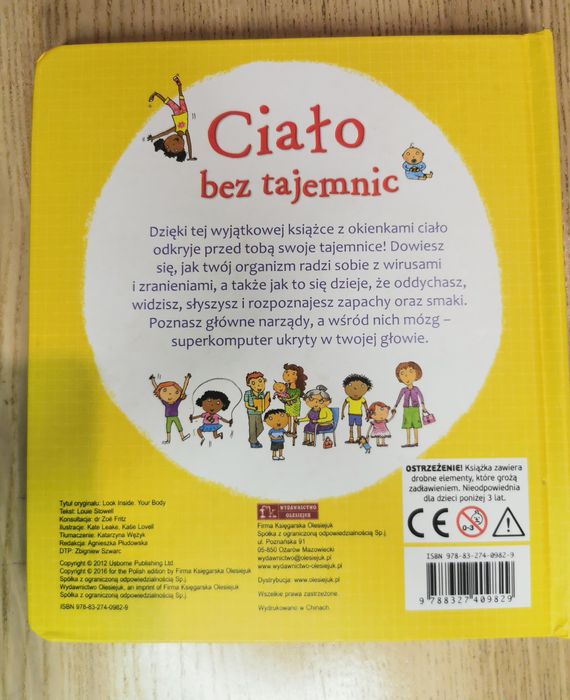 Ciało
bez tajemnic
Dzięki tej wyjątkowej książce z okienkami ciało
odkryje przed tobą swoje tajemnice! Dowiesz
się, jak twój organizm radzi sobie z wirusami
i zranieniami, a także jak to się dzieje, że oddychasz,
widzisz, słyszysz i rozpoznajesz zapachy oraz smaki.
Poznasz główne narządy, a wśród nich mózg –
superkomputer ukryty w twojej głowie.
OSTRZEŻENIE! Książka zawiera
drobne elementy, które grożą
zadławieniem. Nieodpowiednia
dla dzieci poniżej 3 lat.
CE
0-3
Tytuł oryginału: Look Inside. Your Body
Tekst: Louie Stowell
Konsultacja: dr Zoë Fritz
Ilustracje: Kate Leake, Kaśe Lovell
Tłumaczenie: Katarzyna Wężyk
Redakcja: Agnieszka Płudowska
DTP: Zbigniew Szwarc
Copyright © 2012 Usborne Publishing Ltd.
Copyright © 2016 for the Polish edition by Firma Księgarska Olesiejuk
Spółka z ograniczoną odpowiedzialnością Sp.j.
Wydawnictwo Olesiejuk, an imprint of Firma Księgarska Olesiejuk
Spółka z ograniczoną odpowiedzialnością Sp.j.
ISBN 978-83-274-0982-9
WYDAWNICTWO
OLESIEJUK
Firma Księgarska Olesiejuk
Spółka z ograniczoną odpowiedzialnością Sp.j.
ul. Poznańska 91
05-850 Ożarów Mazowiecki
wydawnictwo@olesiejuk.pl
www.wydawnictwo-olesiejuk.pl
Dystrybucja: www.olesiejuk.pl
Wszelkie prawa zastrzeżone.
Wydrukowano w Chinach.
ISBN 978-83-274-0982-9
9 788327 409829